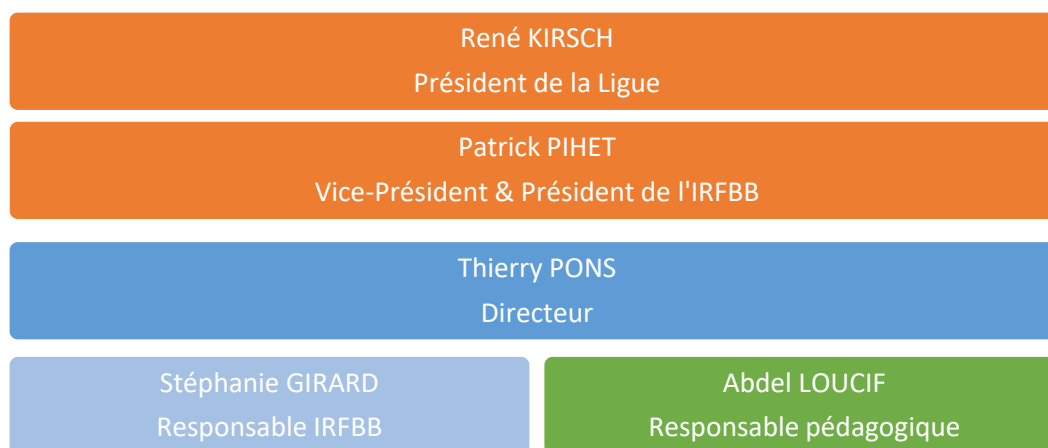 René KIRSCH
Président de la Ligue
Patrick PIHET
Vice-Président & Président de l'IRFBB
Thierry PONS
Directeur
Stéphanie GIRARD
Responsable IRFBB
Abdel LOUCIF
Responsable pédagogique